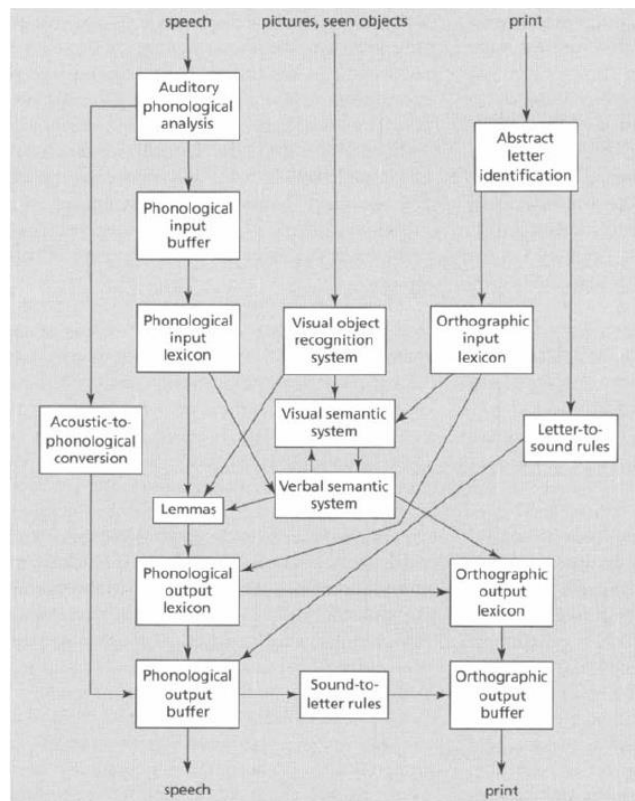 speech
pictures, seen objects
print
Auditory
phonological
analysis
Abstract
letter
identification
Phonological
input
buffer
Phonological
input
lexicon
Visual object
recognition
system
Orthographic
input
lexicon
Visual semantic
system
Acoustic-to-
phonological
conversion
Letter-to-
sound rules
Verbal semantic
system
Lemmas
Phonological
output
lexicon
Orthographic
output
lexicon
Phonological
output
buffer
Sound-to-
letter rules
Orthographic
output
buffer
speech
print